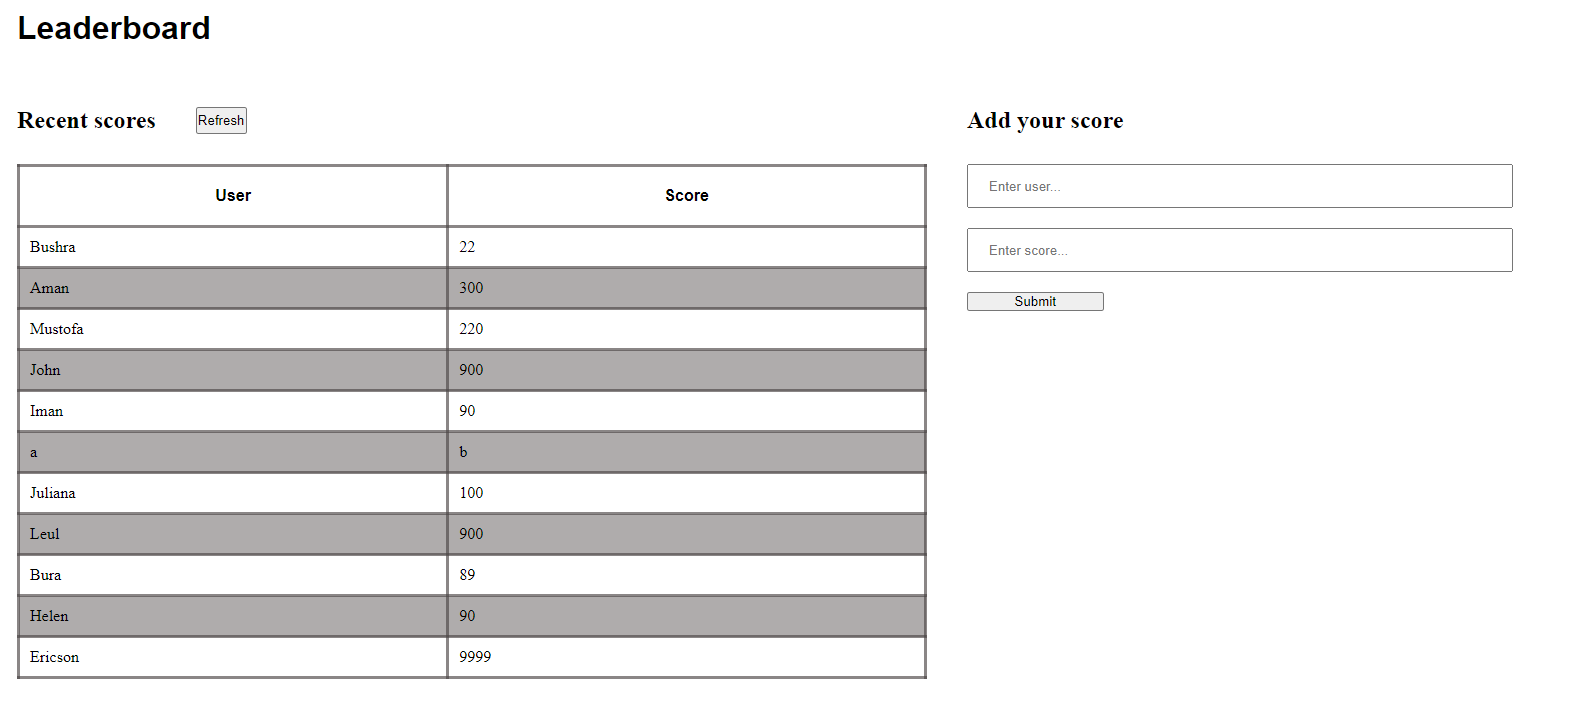 Leaderboard
Recent scores Refresh
User Score
Bushra 22
Aman 300
Mustofa 220
John 900
Iman 90
a b
Juliana 100
Leul 900
Bura 89
Helen 90
Ericson 9999
Add your score
Enter user...
Enter score...
Submit